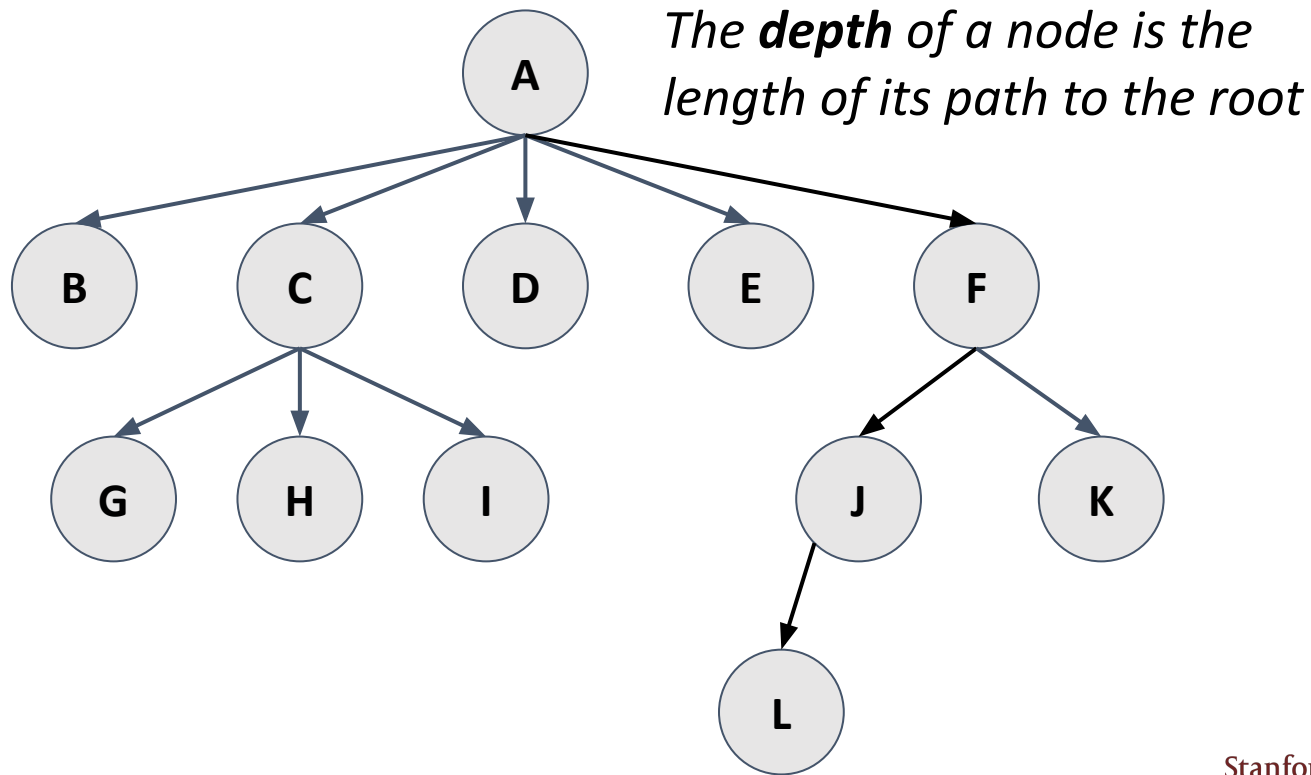 The depth of a node is the
length of its path to the root
A
B C D E F
G H I J K
L